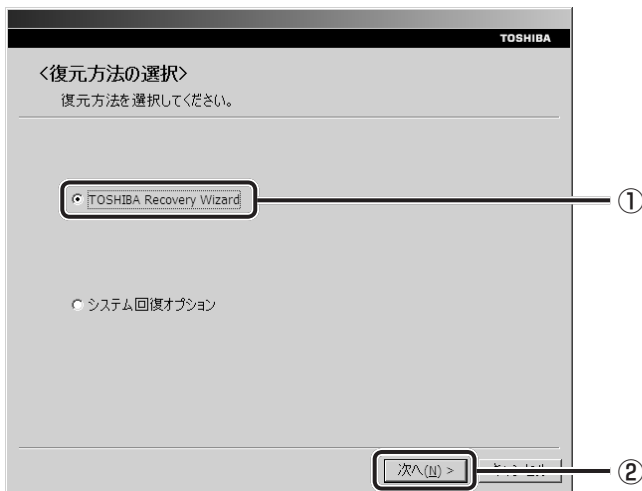 TOSHIBA
<復元方法の選択>
復元方法を選択してください。
TOSHIBA Recovery Wizard
①
システム回復オプション
次へ(N) >
②